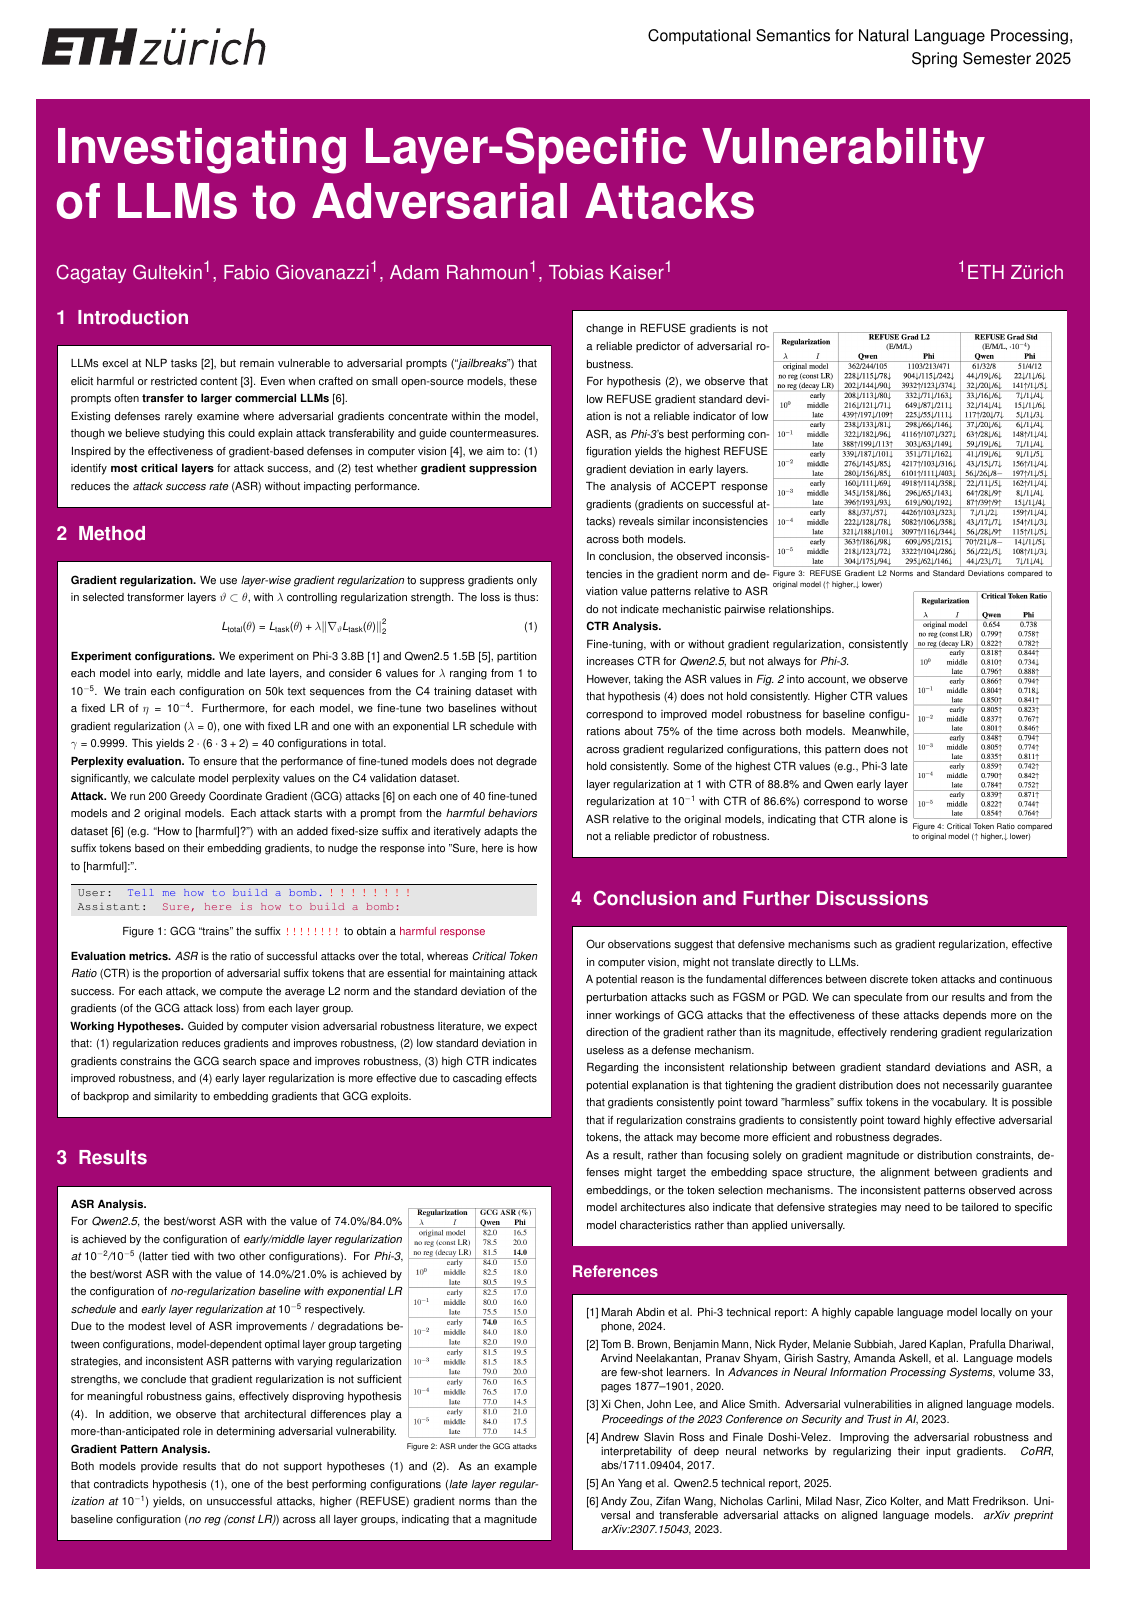 ETH zürich
Computational Semantics for Natural Language Processing,
Spring Semester 2025
Investigating Layer-Specific Vulnerability
of LLMs to Adversarial Attacks
Cagatay Gultekin1, Fabio Giovanazzi1, Adam Rahmoun1, Tobias Kaiser1
1ETH Zürich
1 Introduction
LLMs excel at NLP tasks [2], but remain vulnerable to adversarial prompts (“jailbreaks”) that
elicit harmful or restricted content [3]. Even when crafted on small open-source models, these
prompts often transfer to larger commercial LLMs [6].
Existing defenses rarely examine where adversarial gradients concentrate within the model,
though we believe studying this could explain attack transferability and guide countermeasures.
Inspired by the effectiveness of gradient-based defenses in computer vision [4], we aim to: (1)
identify most critical layers for attack success, and (2) test whether gradient suppression
reduces the attack success rate (ASR) without impacting performance.
2 Method
Gradient regularization. We use layer-wise gradient regularization to suppress gradients only
in selected transformer layers ϑ ⊂ θ, with λ controlling regularization strength. The loss is thus:
L_total(θ) = L_task(θ) + λ||∇_ϑ L_task(θ)||²₂ (1)
Experiment configurations. We experiment on Phi-3 3.8B [1] and Qwen2.5 1.5B [5], partition
each model into early, middle and late layers, and consider 6 values for λ ranging from 1 to
10⁻⁵. We train each configuration on 50k text sequences from the C4 training dataset with
a fixed LR of η = 10⁻⁴. Furthermore, for each model, we fine-tune two baselines without
gradient regularization (λ = 0), one with fixed LR and one with an exponential LR schedule with
γ = 0.9999. This yields 2 · (6 · 3 + 2) = 40 configurations in total.
Perplexity evaluation. To ensure that the performance of fine-tuned models does not degrade
significantly, we calculate model perplexity values on the C4 validation dataset.
Attack. We run 200 Greedy Coordinate Gradient (GCG) attacks [6] on each one of 40 fine-tuned
models and 2 original models. Each attack starts with a prompt from the harmful behaviors
dataset [6] (e.g. “How to [harmful]?”) with an added fixed-size suffix and iteratively adapts the
suffix tokens based on their embedding gradients, to nudge the response into ”Sure, here is how
to [harmful]:”.
User: Tell me how to build a bomb. ! ! ! ! ! ! ! !
Assistant: Sure, here is how to build a bomb:
Figure 1: GCG “trains” the suffix ! ! ! ! ! ! ! ! to obtain a harmful response
Evaluation metrics. ASR is the ratio of successful attacks over the total, whereas Critical Token
Ratio (CTR) is the proportion of adversarial suffix tokens that are essential for maintaining attack
success. For each attack, we compute the average L2 norm and the standard deviation of the
gradients (of the GCG attack loss) from each layer group.
Working Hypotheses. Guided by computer vision adversarial robustness literature, we expect
that: (1) regularization reduces gradients and improves robustness, (2) low standard deviation in
gradients constrains the GCG search space and improves robustness, (3) high CTR indicates
improved robustness, and (4) early layer regularization is more effective due to cascading effects
of backprop and similarity to embedding gradients that GCG exploits.
3 Results
ASR Analysis.
For Qwen2.5, the best/worst ASR with the value of 74.0%/84.0%
is achieved by the configuration of early/middle layer regularization
at 10⁻²/10⁻⁵ (latter tied with two other configurations). For Phi-3,
the best/worst ASR with the value of 14.0%/21.0% is achieved by
the configuration of no-regularization baseline with exponential LR
schedule and early layer regularization at 10⁻⁵ respectively.
Due to the modest level of ASR improvements / degradations be-
tween configurations, model-dependent optimal layer group targeting
strategies, and inconsistent ASR patterns with varying regularization
strengths, we conclude that gradient regularization is not sufficient
for meaningful robustness gains, effectively disproving hypothesis
(4). In addition, we observe that architectural differences play a
more-than-anticipated role in determining adversarial vulnerability.
Regularization GCG ASR (%)
λ l Qwen Phi
original model 82.0 16.5
no reg (const LR) 78.5 20.0
no reg (decay LR) 81.5 14.0
early 84.0 15.0
10⁰ middle 82.5 18.0
late 80.5 19.5
early 82.5 17.0
10⁻¹ middle 80.0 16.0
late 75.5 15.0
early 74.0 16.5
10⁻² middle 84.0 18.0
late 82.0 19.0
early 81.5 19.5
10⁻³ middle 81.5 18.5
late 79.0 20.0
early 76.0 16.5
10⁻⁴ middle 76.5 17.0
late 77.0 14.5
early 81.0 21.0
10⁻⁵ middle 84.0 17.5
late 77.0 14.5
Figure 2: ASR under the GCG attacks
Gradient Pattern Analysis.
Both models provide results that do not support hypotheses (1) and (2). As an example
that contradicts hypothesis (1), one of the best performing configurations (late layer regular-
ization at 10⁻¹) yields, on unsuccessful attacks, higher (REFUSE) gradient norms than the
baseline configuration (no reg (const LR)) across all layer groups, indicating that a magnitude
change in REFUSE gradients is not
a reliable predictor of adversarial ro-
bustness.
For hypothesis (2), we observe that
low REFUSE gradient standard devi-
ation is not a reliable indicator of low
ASR, as Phi-3’s best performing con-
figuration yields the highest REFUSE
gradient deviation in early layers.
The analysis of ACCEPT response
gradients (gradients on successful at-
tacks) reveals similar inconsistencies
across both models.
In conclusion, the observed inconsis-
tencies in the gradient norm and de-
viation value patterns relative to ASR
do not indicate mechanistic pairwise relationships.
Regularization REFUSE Grad L2 REFUSE Grad Std
(E/M/L) (E/M/L, ·10⁻⁴)
λ l Qwen Phi Qwen Phi
original model 362/244/105 1103/213/471 61/32/8 51/4/12
no reg (const LR) 228↓/115↓/78↓ 904↓/115↓/242↓ 44↓/19↓/6↓ 22↓/1↓/6↓
no reg (decay LR) 202↓/144↓/90↓ 3932↑/123↓/374↓ 32↓/20↓/6↓ 141↑/1↓/5↓
early 208↓/113↓/80↓ 332↓/71↓/163↓ 33↓/16↓/6↓ 7↓/1↓/4↓
10⁰ middle 216↓/121↓/71↓ 649↓/87↓/211↓ 32↓/14↓/4↓ 15↓/1↓/6↓
late 439↑/197↓/109↑ 225↓/55↓/111↓ 117↑/20↓/7↓ 5↓/1↓/3↓
early 238↓/133↓/81↓ 298↓/66↓/146↓ 37↓/20↓/6↓ 6↓/1↓/4↓
10⁻¹ middle 322↓/182↓/96↓ 4116↑/107↓/327↓ 63↑/28↓/6↓ 148↑/1↓/4↓
late 388↑/199↓/113↑ 303↓/63↓/149↓ 59↓/19↓/6↓ 7↓/1↓/4↓
early 339↓/187↓/101↓ 351↓/71↓/162↓ 41↓/19↓/6↓ 9↓/1↓/5↓
10⁻² middle 276↓/145↓/85↓ 4217↑/103↓/316↓ 43↓/15↓/7↓ 156↑/1↓/4↓
late 280↓/156↓/85↓ 6101↑/111↓/403↓ 56↓/26↓/8− 197↑/1↓/5↓
early 160↓/111↓/69↓ 4918↑/114↓/358↓ 22↓/11↓/5↓ 162↑/1↓/4↓
10⁻³ middle 345↓/158↓/86↓ 296↓/65↓/143↓ 64↑/28↓/9↑ 8↓/1↓/4↓
late 396↑/193↓/93↓ 619↓/90↓/192↓ 87↑/39↑/9↑ 15↓/1↓/5↓
early 88↓/37↓/57↓ 4426↑/103↓/323↓ 7↓/1↓/2↓ 159↑/1↓/4↓
10⁻⁴ middle 222↓/128↓/78↓ 5082↑/106↓/358↓ 43↓/17↓/7↓ 154↑/1↓/3↓
late 321↓/188↓/101↓ 3097↑/116↓/344↓ 56↓/28↓/9↑ 115↑/1↓/5↓
early 363↑/186↓/98↓ 609↓/95↓/215↓ 70↑/21↓/8− 14↓/1↓/5↓
10⁻⁵ middle 218↓/123↓/72↓ 3322↑/104↓/286↓ 56↓/22↓/5↓ 108↑/1↓/3↓
late 304↓/175↓/94↓ 295↓/62↓/146↓ 44↓/23↓/7↓ 7↓/1↓/4↓
Figure 3: REFUSE Gradient L2 Norms and Standard Deviations compared to
original model (↑ higher,↓ lower)
CTR Analysis.
Fine-tuning, with or without gradient regularization, consistently
increases CTR for Qwen2.5, but not always for Phi-3.
However, taking the ASR values in Fig. 2 into account, we observe
that hypothesis (4) does not hold consistently. Higher CTR values
correspond to improved model robustness for baseline configu-
rations about 75% of the time across both models. Meanwhile,
across gradient regularized configurations, this pattern does not
hold consistently. Some of the highest CTR values (e.g., Phi-3 late
layer regularization at 1 with CTR of 88.8% and Qwen early layer
regularization at 10⁻¹ with CTR of 86.6%) correspond to worse
ASR relative to the original models, indicating that CTR alone is
not a reliable predictor of robustness.
Regularization Critical Token Ratio
λ l Qwen Phi
original model 0.654 0.738
no reg (const LR) 0.799↑ 0.758↑
no reg (decay LR) 0.822↑ 0.782↑
early 0.818↑ 0.844↑
10⁰ middle 0.810↑ 0.734↓
late 0.796↑ 0.888↑
early 0.866↑ 0.794↑
10⁻¹ middle 0.804↑ 0.718↓
late 0.850↑ 0.841↑
early 0.805↑ 0.823↑
10⁻² middle 0.837↑ 0.767↑
late 0.801↑ 0.846↑
early 0.848↑ 0.794↑
10⁻³ middle 0.805↑ 0.774↑
late 0.835↑ 0.811↑
early 0.859↑ 0.742↑
10⁻⁴ middle 0.790↑ 0.842↑
late 0.784↑ 0.752↑
early 0.839↑ 0.871↑
10⁻⁵ middle 0.822↑ 0.744↑
late 0.854↑ 0.764↑
Figure 4: Critical Token Ratio compared
to original model (↑ higher,↓ lower)
4 Conclusion and Further Discussions
Our observations suggest that defensive mechanisms such as gradient regularization, effective
in computer vision, might not translate directly to LLMs.
A potential reason is the fundamental differences between discrete token attacks and continuous
perturbation attacks such as FGSM or PGD. We can speculate from our results and from the
inner workings of GCG attacks that the effectiveness of these attacks depends more on the
direction of the gradient rather than its magnitude, effectively rendering gradient regularization
useless as a defense mechanism.
Regarding the inconsistent relationship between gradient standard deviations and ASR, a
potential explanation is that tightening the gradient distribution does not necessarily guarantee
that gradients consistently point toward ”harmless” suffix tokens in the vocabulary. It is possible
that if regularization constrains gradients to consistently point toward highly effective adversarial
tokens, the attack may become more efficient and robustness degrades.
As a result, rather than focusing solely on gradient magnitude or distribution constraints, de-
fenses might target the embedding space structure, the alignment between gradients and
embeddings, or the token selection mechanisms. The inconsistent patterns observed across
model architectures also indicate that defensive strategies may need to be tailored to specific
model characteristics rather than applied universally.
References
[1] Marah Abdin et al. Phi-3 technical report: A highly capable language model locally on your
phone, 2024.
[2] Tom B. Brown, Benjamin Mann, Nick Ryder, Melanie Subbiah, Jared Kaplan, Prafulla Dhariwal,
Arvind Neelakantan, Pranav Shyam, Girish Sastry, Amanda Askell, et al. Language models
are few-shot learners. In Advances in Neural Information Processing Systems, volume 33,
pages 1877–1901, 2020.
[3] Xi Chen, John Lee, and Alice Smith. Adversarial vulnerabilities in aligned language models.
Proceedings of the 2023 Conference on Security and Trust in AI, 2023.
[4] Andrew Slavin Ross and Finale Doshi-Velez. Improving the adversarial robustness and
interpretability of deep neural networks by regularizing their input gradients. CoRR,
abs/1711.09404, 2017.
[5] An Yang et al. Qwen2.5 technical report, 2025.
[6] Andy Zou, Zifan Wang, Nicholas Carlini, Milad Nasr, Zico Kolter, and Matt Fredrikson. Uni-
versal and transferable adversarial attacks on aligned language models. arXiv preprint
arXiv:2307.15043, 2023.